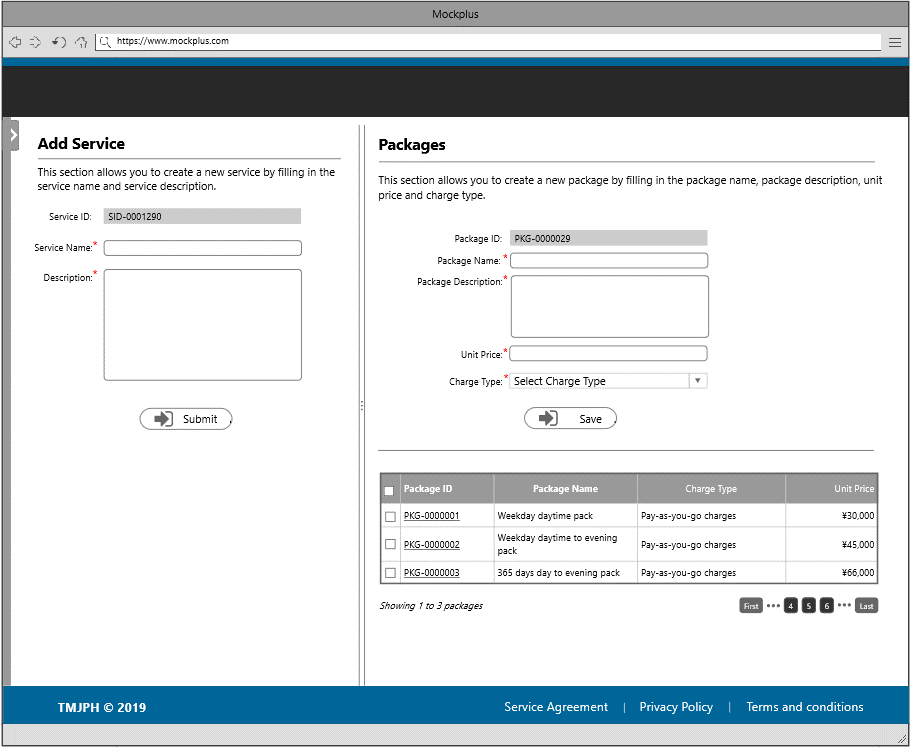 Mockplus
https://www.mockplus.com
Add Service
This section allows you to create a new service by filling in the
service name and service description.
Service ID: SID-0001290
Service Name:*
Description:*
Submit
Packages
This section allows you to create a new package by filling in the package name, package description, unit
price and charge type.
Package ID: PKG-0000029
Package Name: *
Package Description:*
Unit Price:*
Charge Type:* Select Charge Type
Save
Package ID Package Name Charge Type Unit Price
PKG-0000001 Weekday daytime pack Pay-as-you-go charges ¥30,000
PKG-0000002 Weekday daytime to evening
pack Pay-as-you-go charges ¥45,000
PKG-0000003 365 days day to evening pack Pay-as-you-go charges ¥66,000
Showing 1 to 3 packages First ••• 4 5 6 ••• Last
TMJPH © 2019 Service Agreement | Privacy Policy | Terms and conditions